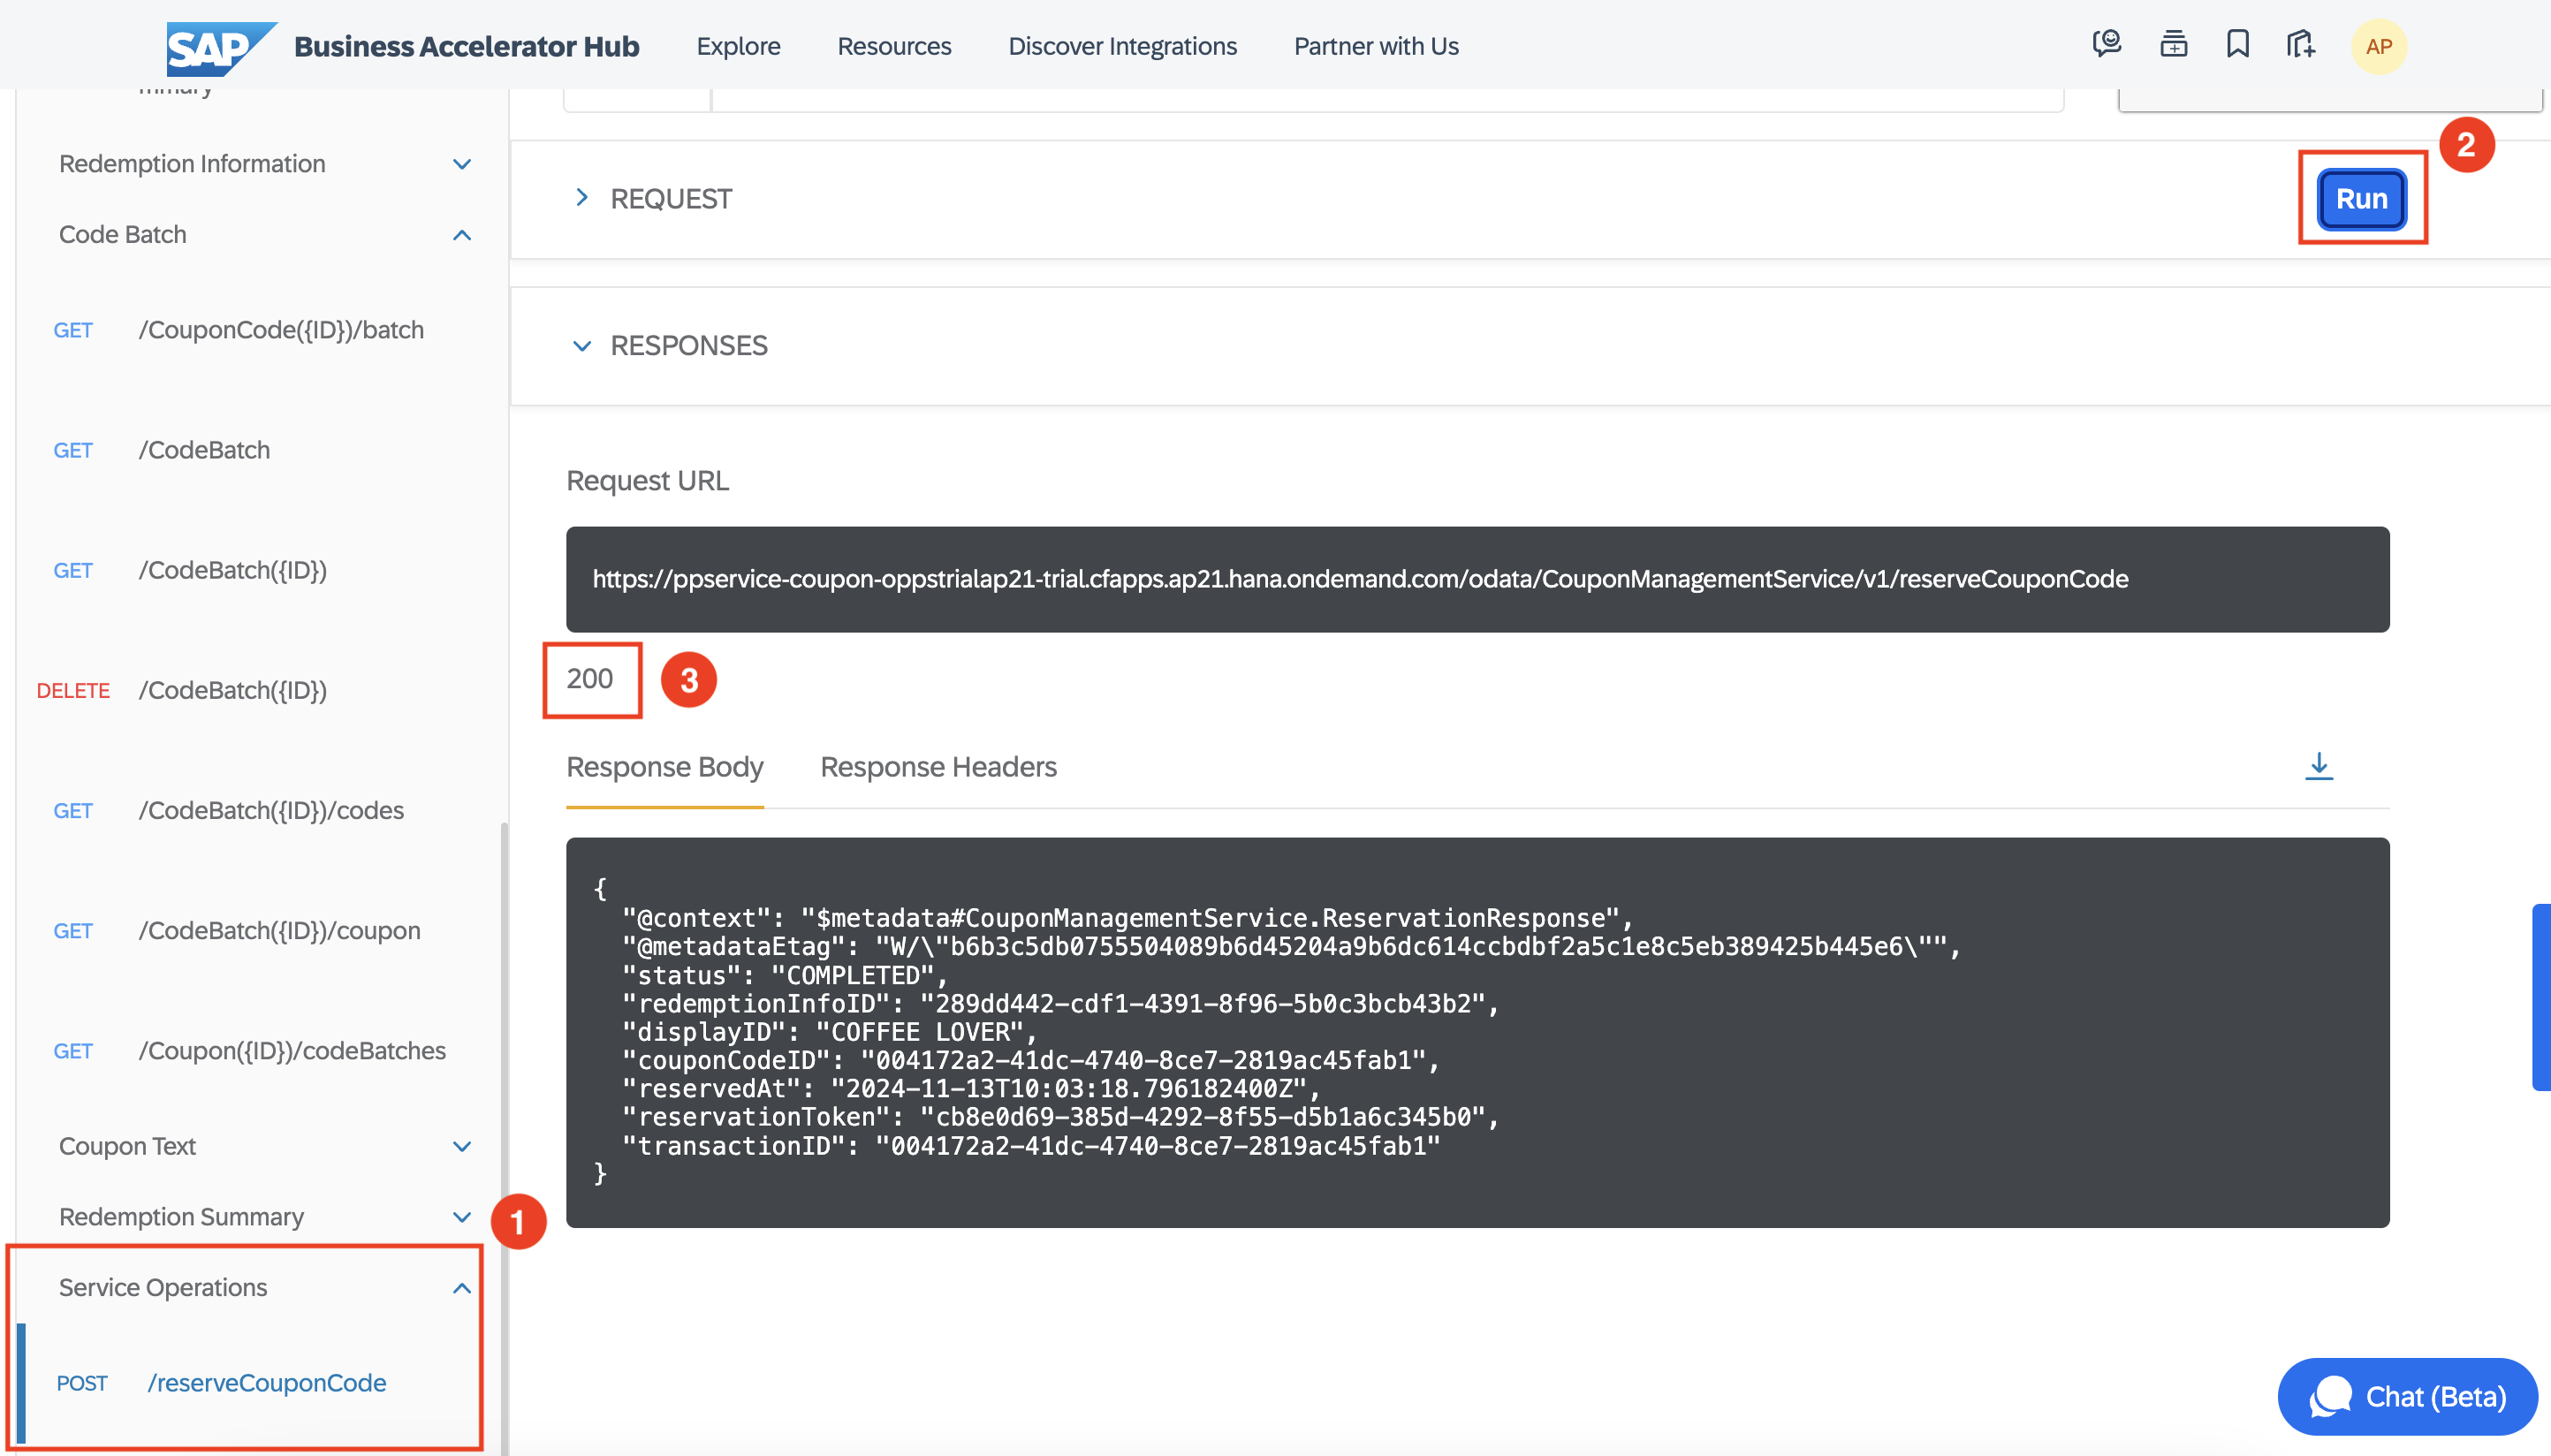 SAP
Business Accelerator Hub
Explore
Resources
Discover Integrations
Partner with Us
AP
mmary
Redemption Information
Code Batch
GET /CouponCode({ID})/batch
GET /CodeBatch
GET /CodeBatch({ID})
DELETE /CodeBatch({ID})
GET /CodeBatch({ID})/codes
GET /CodeBatch({ID})/coupon
GET /Coupon({ID})/codeBatches
Coupon Text
Redemption Summary
1
Service Operations
POST /reserveCouponCode
2
REQUEST
Run
RESPONSES
Request URL
https://ppservice-coupon-oppstrialap21-trial.cfapps.ap21.hana.ondemand.com/odata/CouponManagementService/v1/reserveCouponCode
200
3
Response Body
Response Headers
{
"@context": "$metadata#CouponManagementService.ReservationResponse",
"@metadataEtag": "W/\"b6b3c5db0755504089b6d45204a9b6dc614ccbdbf2a5c1e8c5eb389425b445e6\"",
"status": "COMPLETED",
"redemptionInfoID": "289dd442-cdf1-4391-8f96-5b0c3bcb43b2",
"displayID": "COFFEE LOVER",
"couponCodeID": "004172a2-41dc-4740-8ce7-2819ac45fab1",
"reservedAt": "2024-11-13T10:03:18.796182400Z",
"reservationToken": "cb8e0d69-385d-4292-8f55-d5b1a6c345b0",
"transactionID": "004172a2-41dc-4740-8ce7-2819ac45fab1"
}
Chat (Beta)